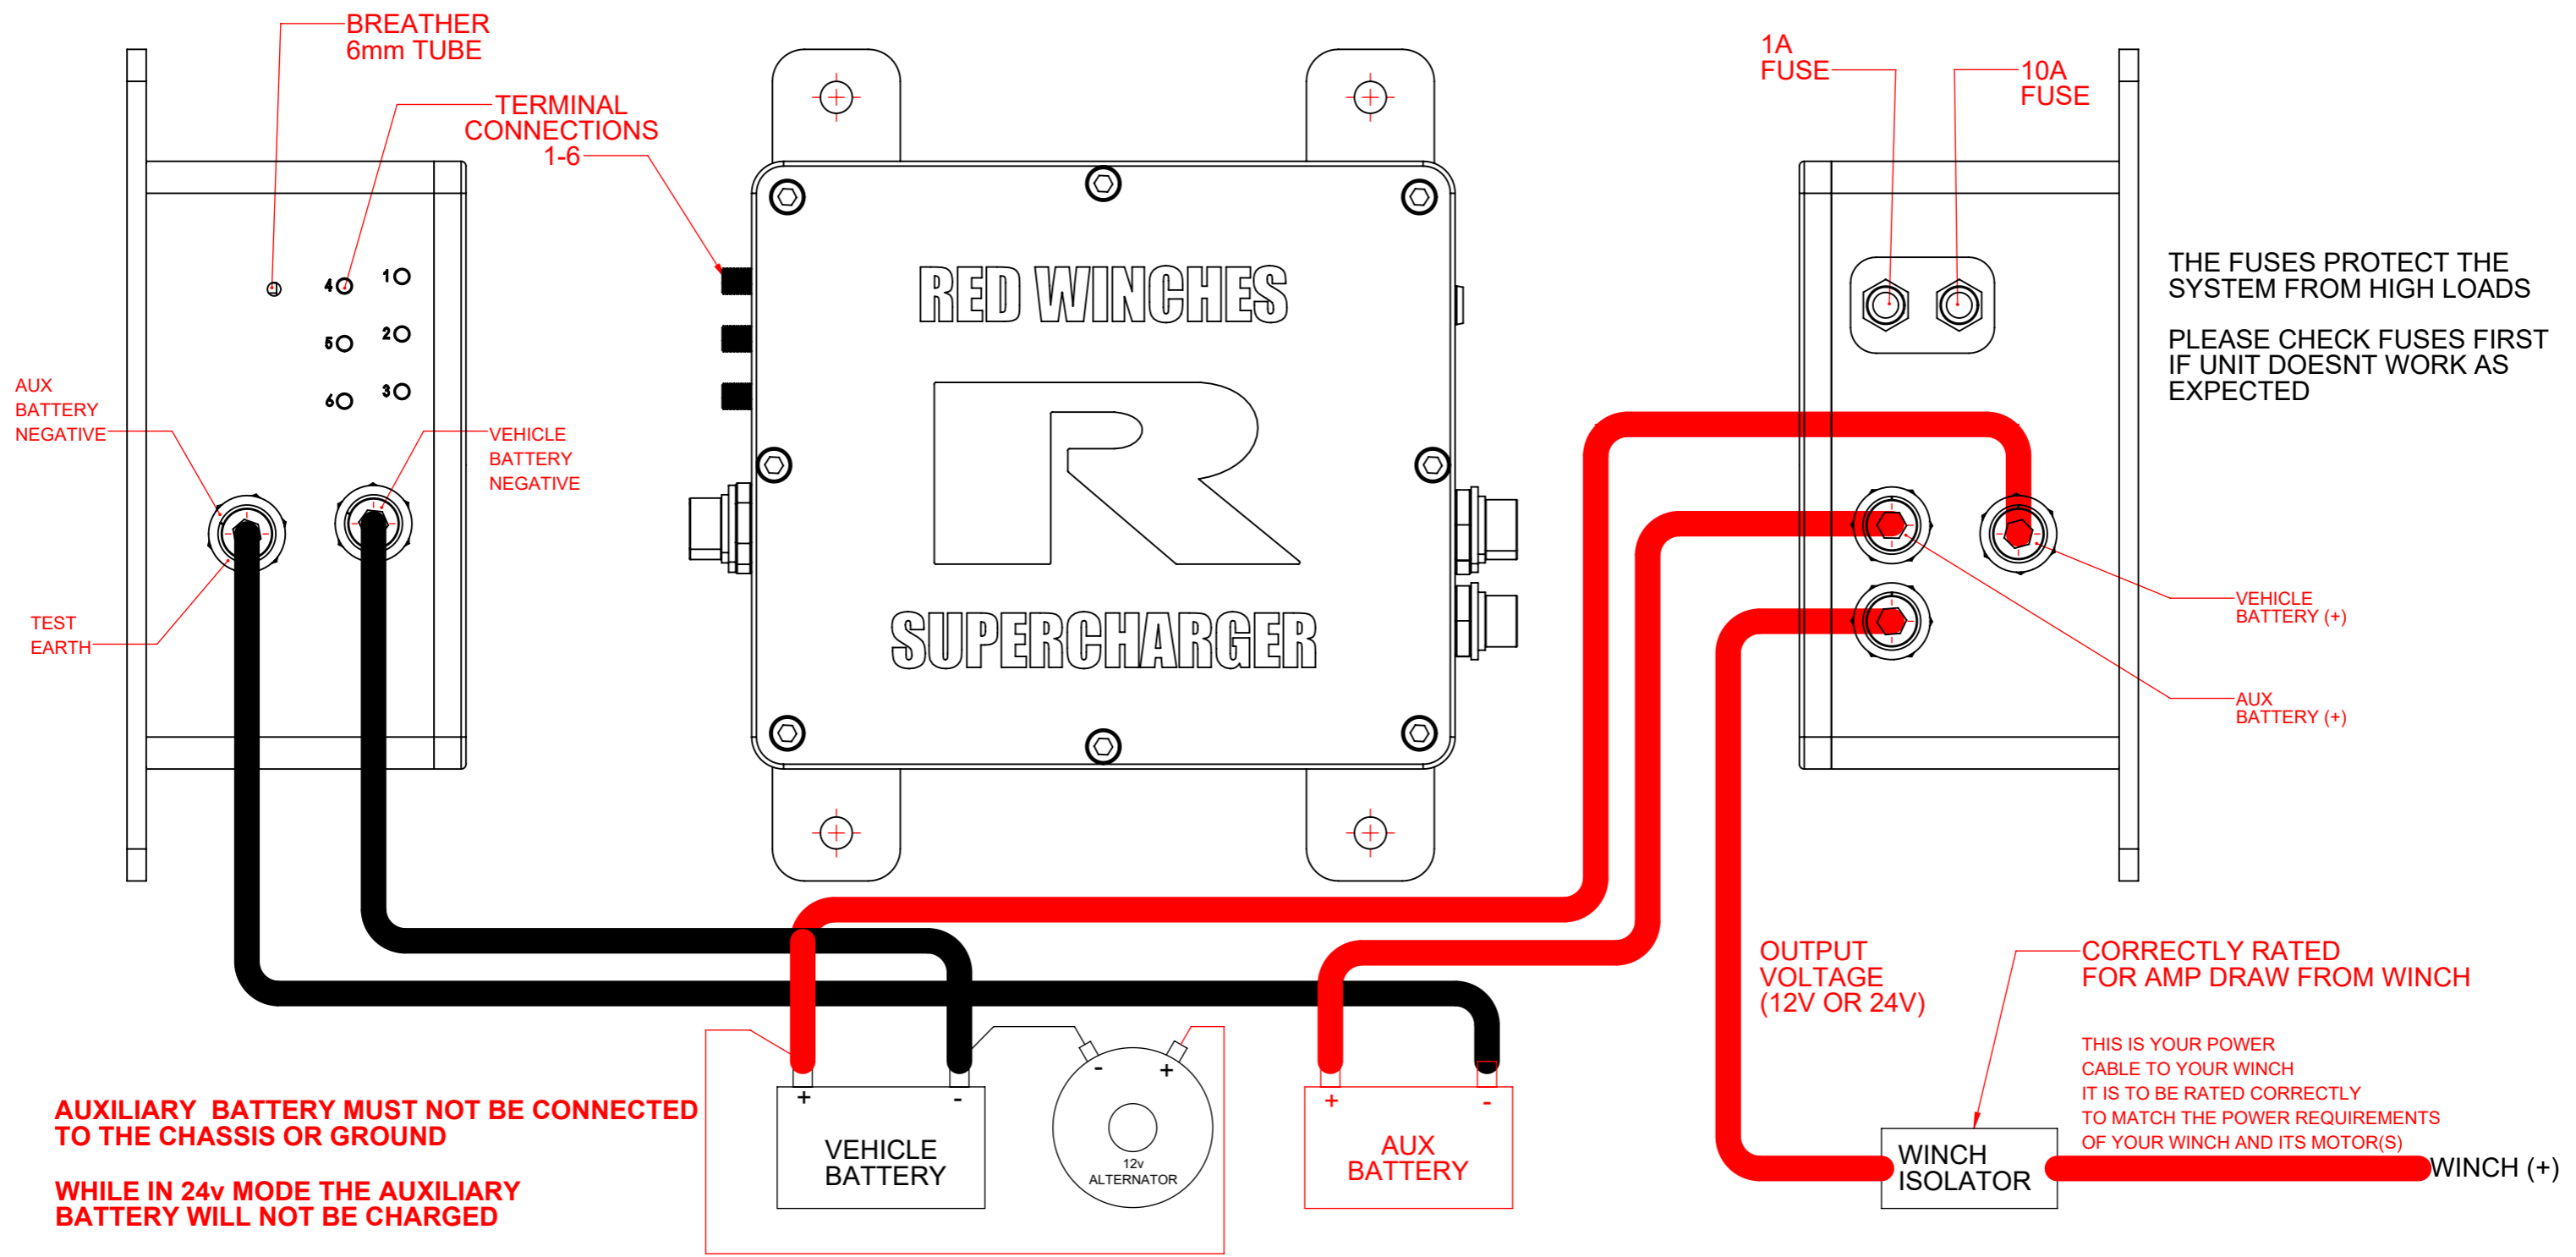 BREATHER
6mm TUBE
TERMINAL
CONNECTIONS
1-6
1A
FUSE
10A
FUSE
THE FUSES PROTECT THE
SYSTEM FROM HIGH LOADS
PLEASE CHECK FUSES FIRST
IF UNIT DOESNT WORK AS
EXPECTED
4
1
5
2
6
3
RED WINCHES
R
SUPERCHARGER
AUX
BATTERY
NEGATIVE
VEHICLE
BATTERY
NEGATIVE
TEST
EARTH
VEHICLE
BATTERY (+)
AUX
BATTERY (+)
OUTPUT
VOLTAGE
(12V OR 24V)
CORRECTLY RATED
FOR AMP DRAW FROM WINCH
THIS IS YOUR POWER
CABLE TO YOUR WINCH
IT IS TO BE RATED CORRECTLY
TO MATCH THE POWER REQUIREMENTS
OF YOUR WINCH AND ITS MOTOR(S)
AUXILIARY BATTERY MUST NOT BE CONNECTED
TO THE CHASSIS OR GROUND
WHILE IN 24v MODE THE AUXILIARY
BATTERY WILL NOT BE CHARGED
+ -
VEHICLE
BATTERY
- +
12v
ALTERNATOR
+ -
AUX
BATTERY
WINCH
ISOLATOR
WINCH (+)